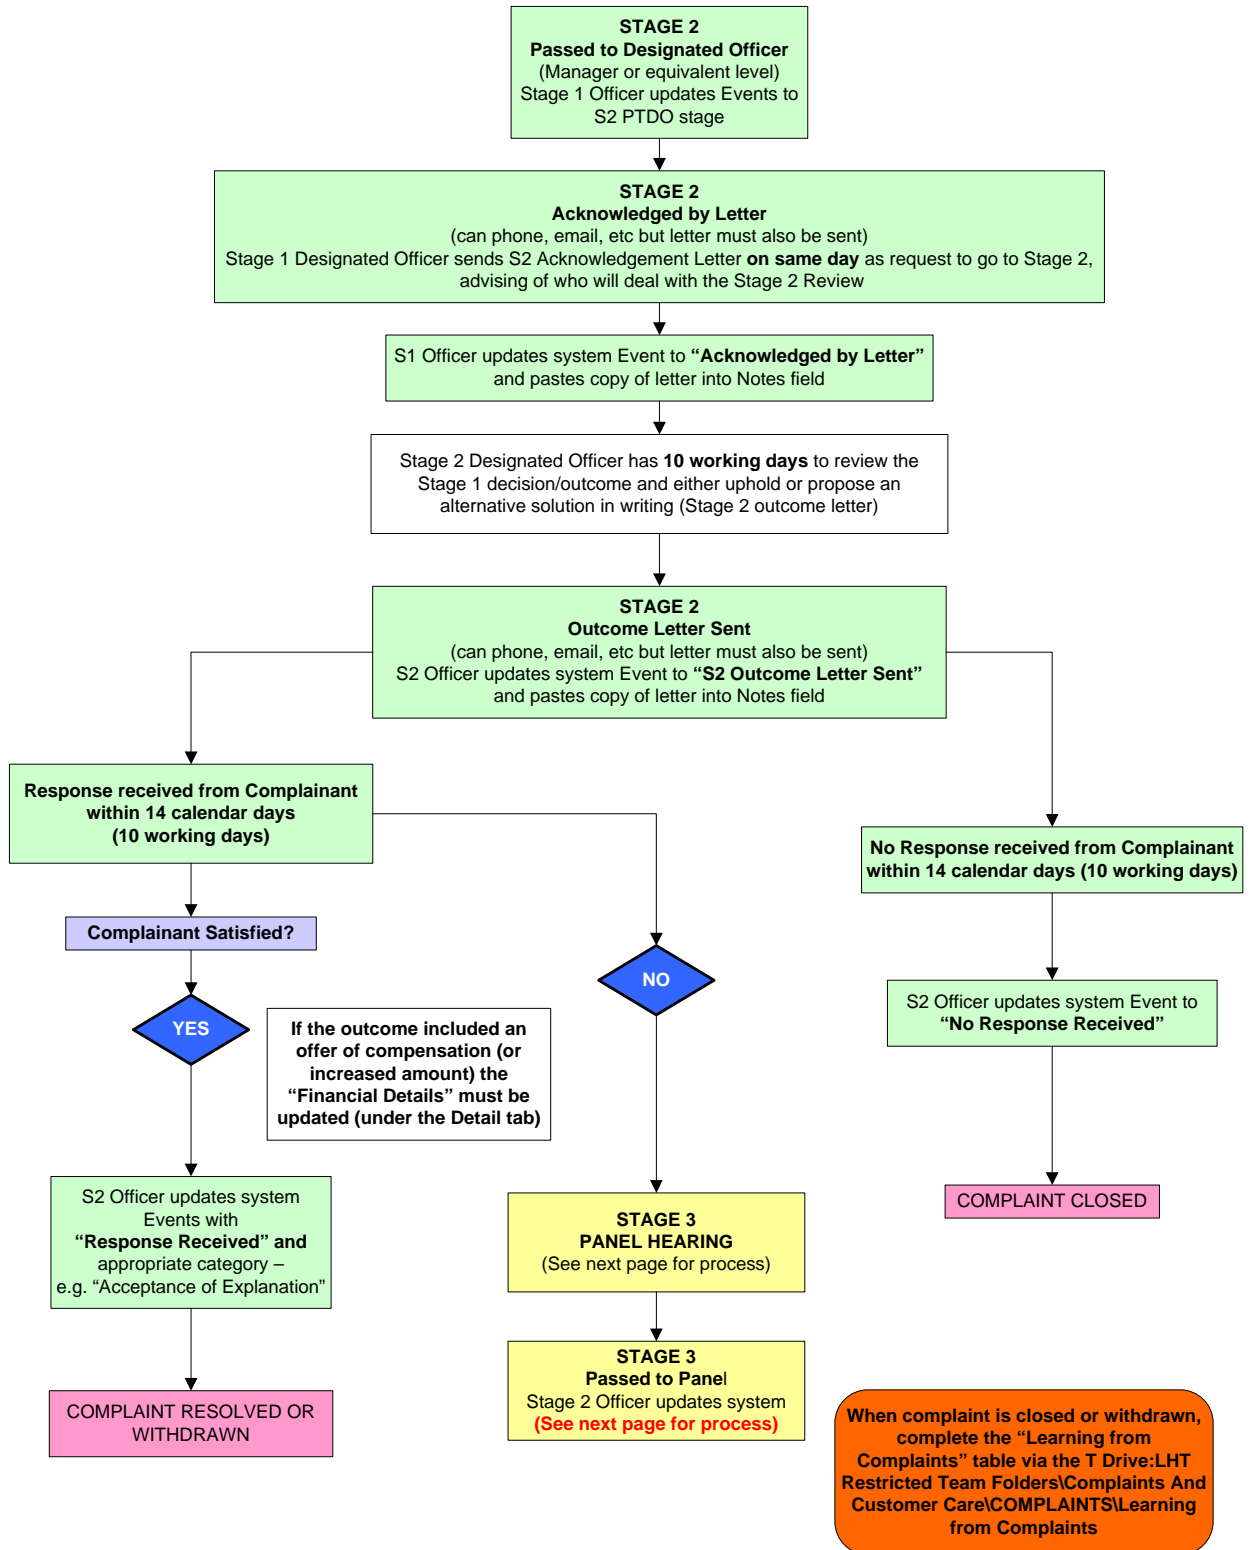 STAGE 2
Passed to Designated Officer
(Manager or equivalent level)
Stage 1 Officer updates Events to
S2 PTDO stage
STAGE 2
Acknowledged by Letter
(can phone, email, etc but letter must also be sent)
Stage 1 Designated Officer sends S2 Acknowledgement Letter on same day as request to go to Stage 2,
advising of who will deal with the Stage 2 Review
S1 Officer updates system Event to “Acknowledged by Letter”
and pastes copy of letter into Notes field
Stage 2 Designated Officer has 10 working days to review the
Stage 1 decision/outcome and either uphold or propose an
alternative solution in writing (Stage 2 outcome letter)
STAGE 2
Outcome Letter Sent
(can phone, email, etc but letter must also be sent)
S2 Officer updates system Event to “S2 Outcome Letter Sent”
and pastes copy of letter into Notes field
Response received from Complainant
within 14 calendar days
(10 working days)
Complainant Satisfied?
YES
If the outcome included an
offer of compensation (or
increased amount) the
“Financial Details” must be
updated (under the Detail tab)
S2 Officer updates system
Events with
“Response Received” and
appropriate category –
e.g. “Acceptance of Explanation”
COMPLAINT RESOLVED OR
WITHDRAWN
NO
STAGE 3
PANEL HEARING
(See next page for process)
STAGE 3
Passed to Panel
Stage 2 Officer updates system
(See next page for process)
No Response received from Complainant
within 14 calendar days (10 working days)
S2 Officer updates system Event to
“No Response Received”
COMPLAINT CLOSED
When complaint is closed or withdrawn,
complete the “Learning from
Complaints” table via the T Drive:LHT
Restricted Team Folders\Complaints And
Customer Care\COMPLAINTS\Learning
from Complaints